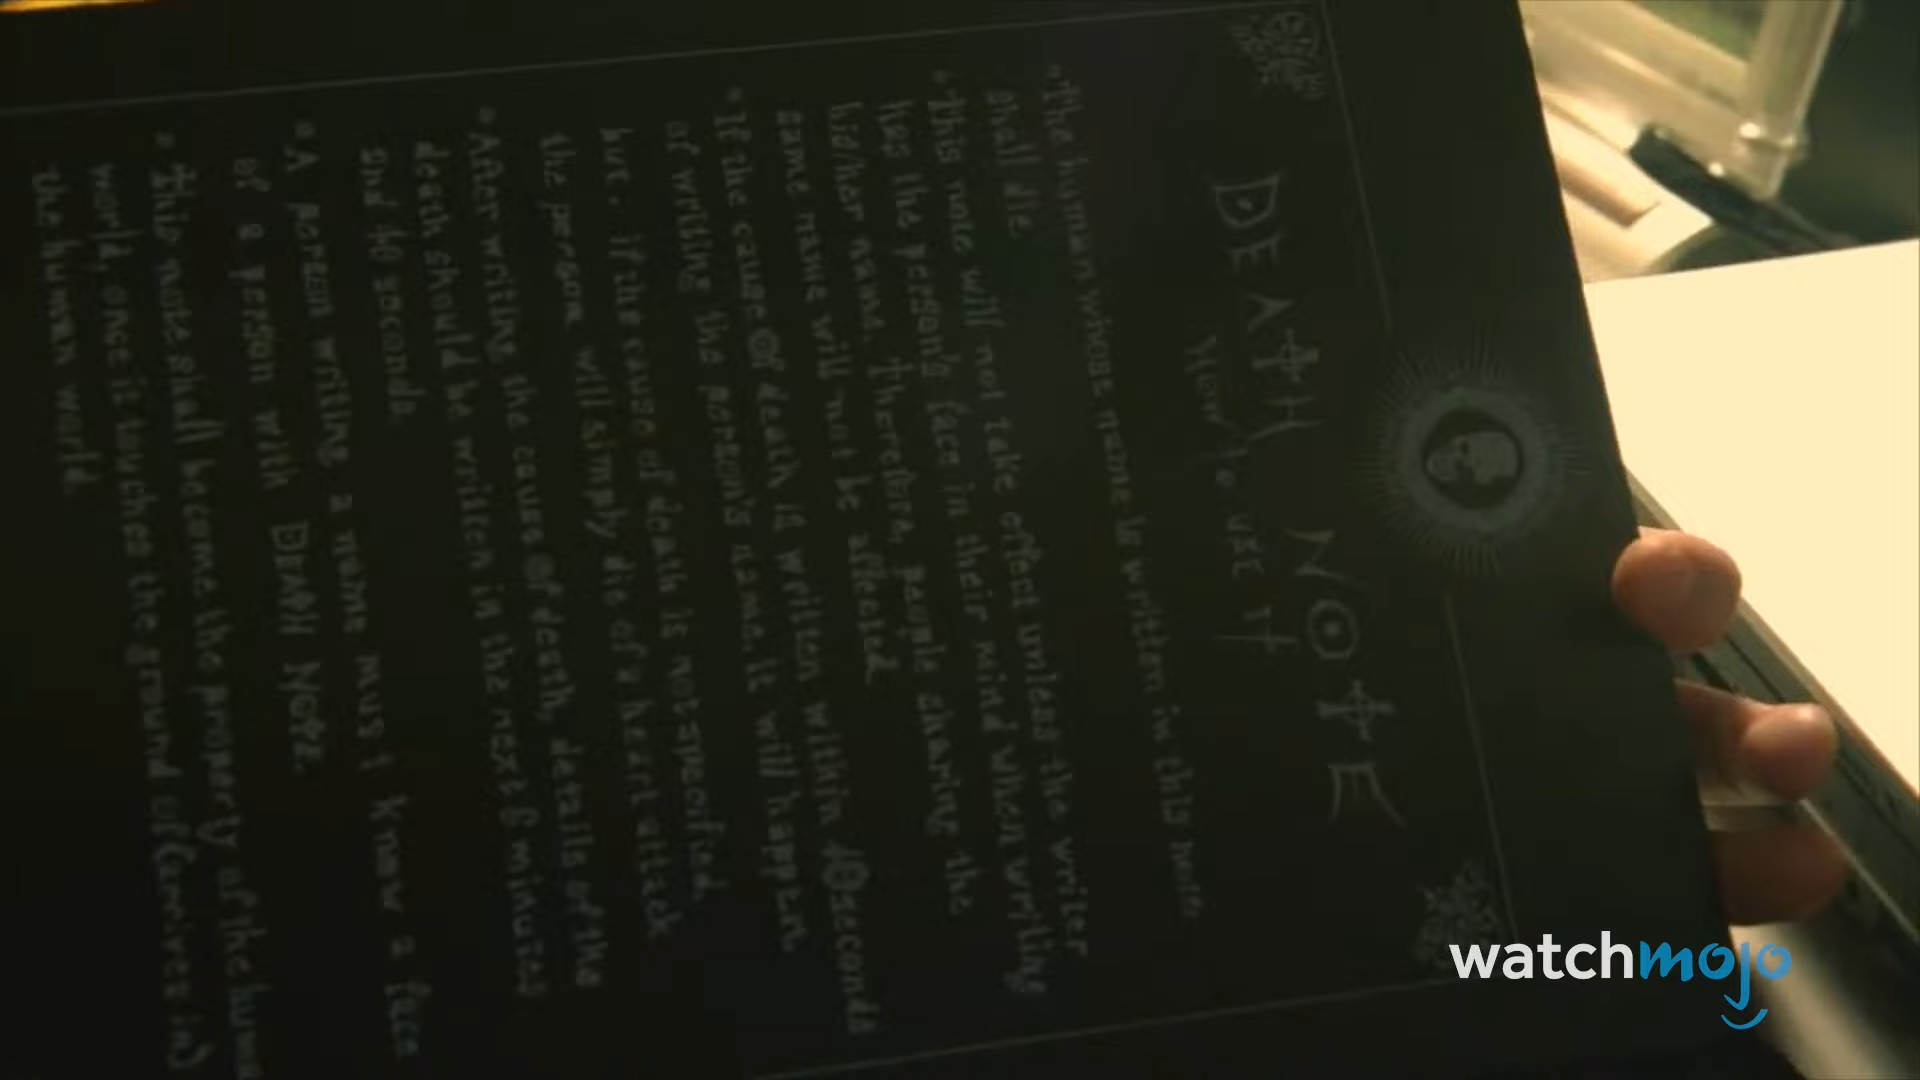 DEATH NOTE
How to use it
•The human whose name is written in this note
shall die
•This note will not take effect unless the writer
has the person's face in their mind when writing
his/her name. Therefore, people sharing the
same name will not be affected
•If the cause of death is written within 40 seconds
of writing the person's name, it will happen
but, if the cause of death is not specified,
the person will simply die of a heart attack
•After writing the cause of death, details of the
death should be written in the next 6 minutes
and 40 seconds.
•A person writing a name must know a face
of a person with DEATH NOTE.
•This note shall become the property of the human
world, once it touches the ground of (arrives in)
the human world.
watchmojo